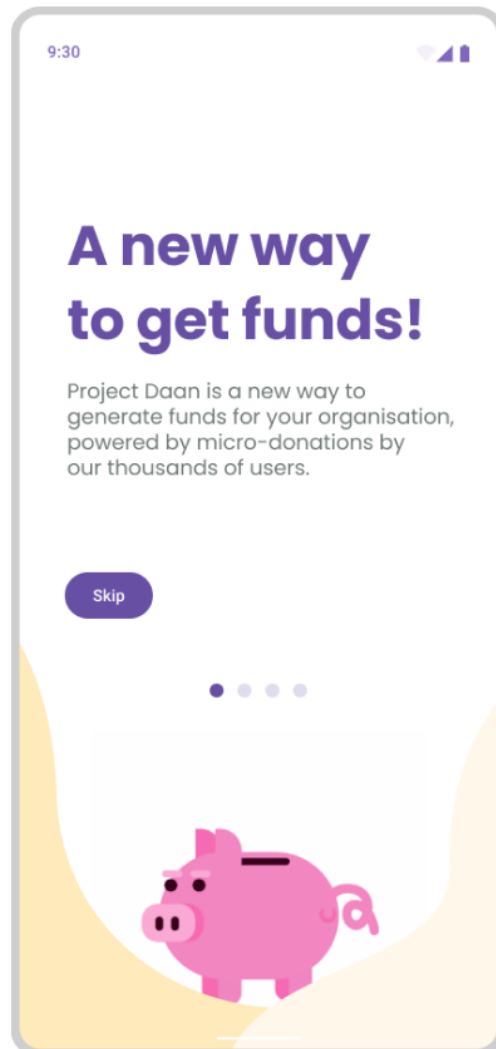 9:30
A new way
to get funds!
Project Daan is a new way to
generate funds for your organisation,
powered by micro-donations by
our thousands of users.
Skip